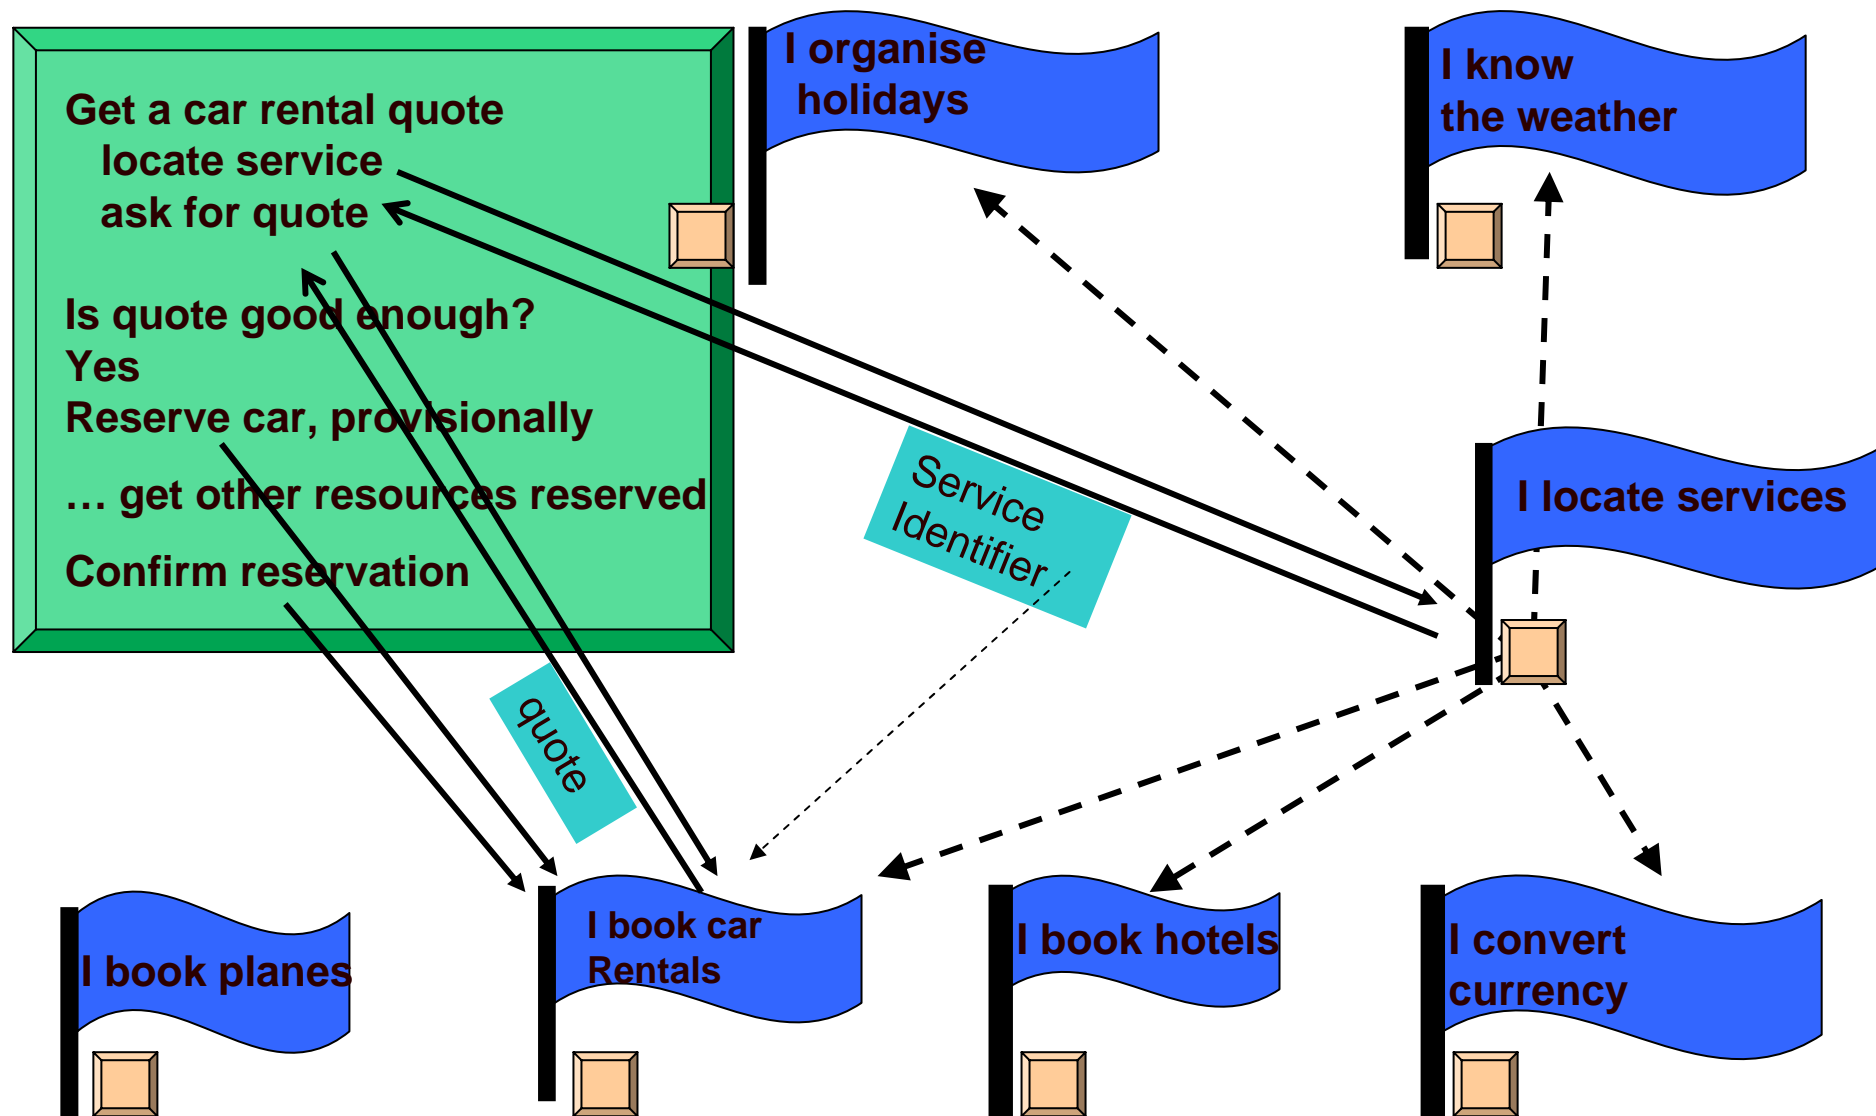 Get a car rental quote
locate service
ask for quote
Is quote good enough?
Yes
Reserve car, provisionally
… get other resources reserved
Confirm reservation
I organise
holidays
I know
the weather
I locate services
Service
Identifier
quote
I book planes
I book car
Rentals
I book hotels
I convert
currency